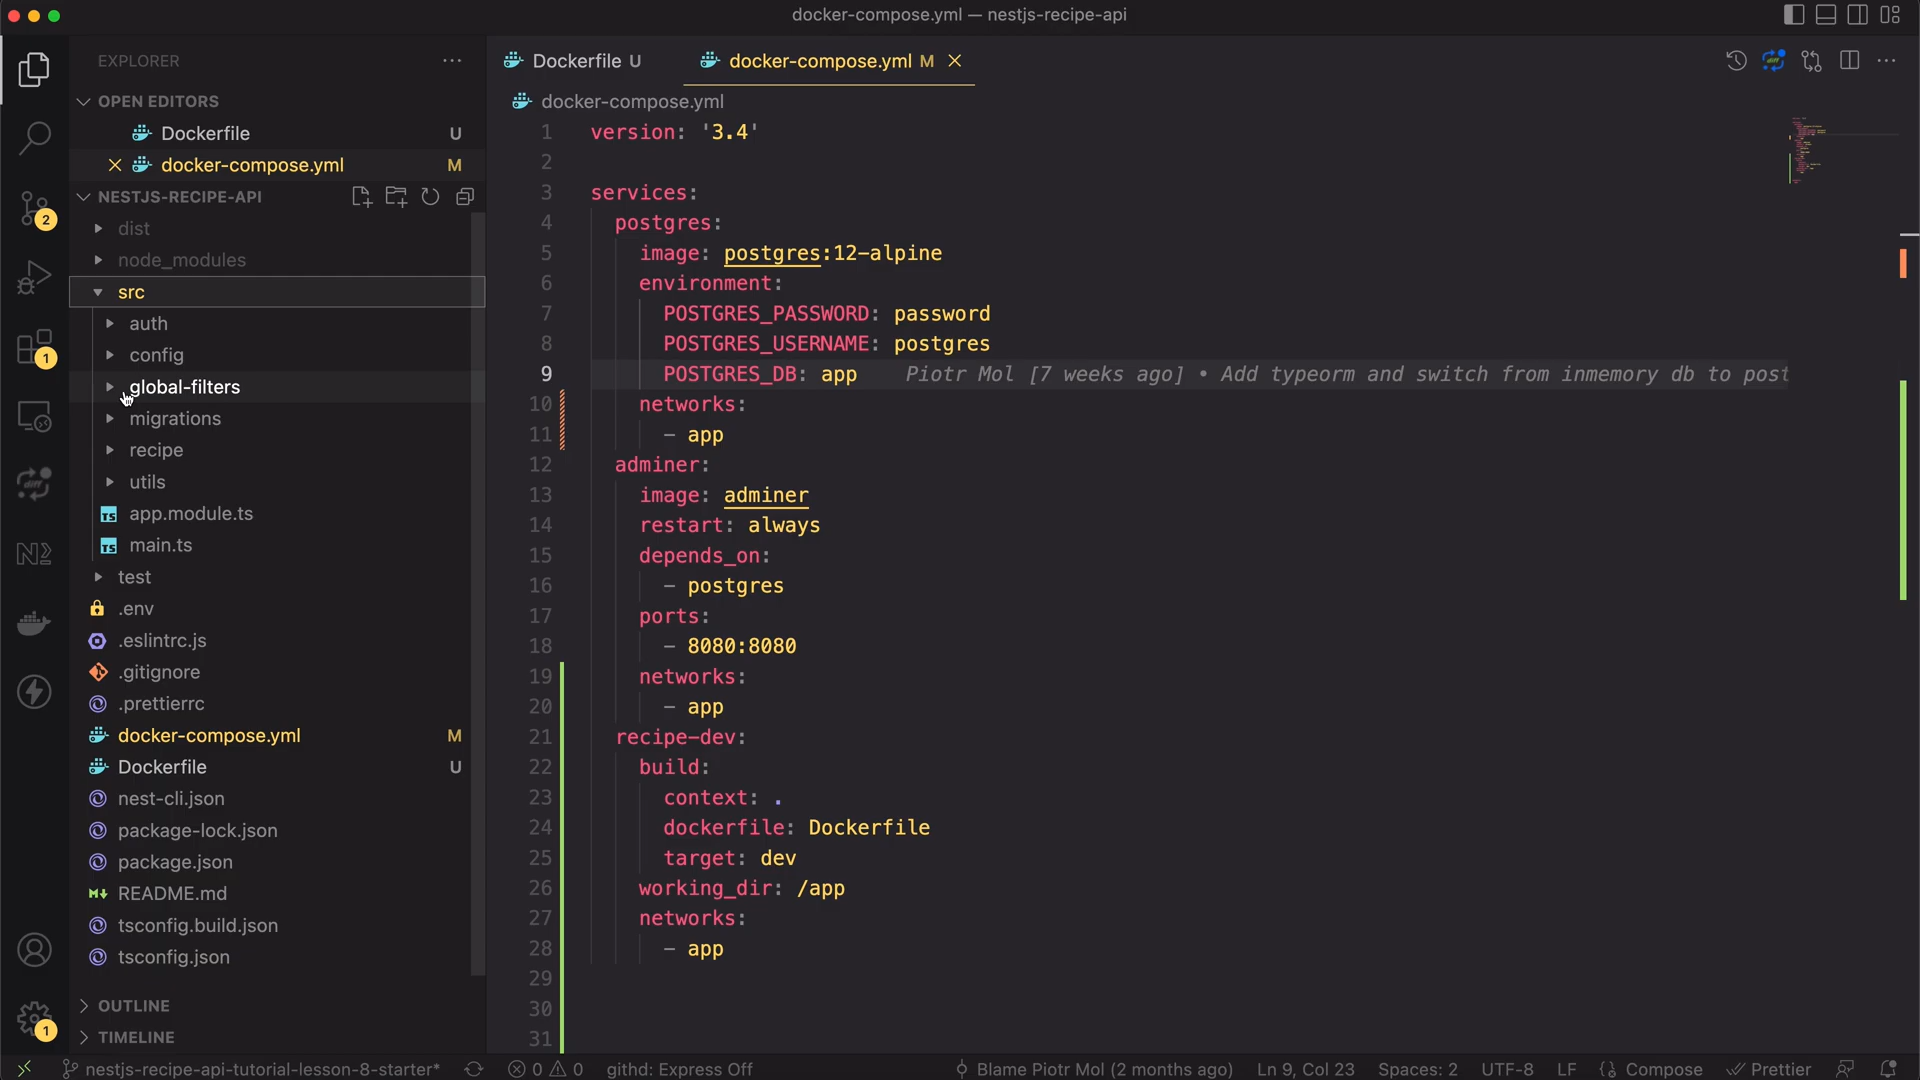 docker-compose.yml — nestjs-recipe-api
EXPLORER
OPEN EDITORS
Dockerfile U
docker-compose.yml M
NESTJS-RECIPE-API
dist
node_modules
src
auth
config
global-filters
migrations
recipe
utils
TS app.module.ts
TS main.ts
test
.env
.eslintrc.js
.gitignore
.prettierrc
docker-compose.yml M
Dockerfile U
nest-cli.json
package-lock.json
package.json
M↓ README.md
tsconfig.build.json
tsconfig.json
OUTLINE
TIMELINE
2
1
1
Dockerfile U
docker-compose.yml M
docker-compose.yml
1 version: '3.4'
2
3 services:
4 postgres:
5 image: postgres:12-alpine
6 environment:
7 POSTGRES_PASSWORD: password
8 POSTGRES_USERNAME: postgres
9 POSTGRES_DB: app Piotr Mol [7 weeks ago] • Add typeorm and switch from inmemory db to post
10 networks:
11 - app
12 adminer:
13 image: adminer
14 restart: always
15 depends_on:
16 - postgres
17 ports:
18 - 8080:8080
19 networks:
20 - app
21 recipe-dev:
22 build:
23 context: .
24 dockerfile: Dockerfile
25 target: dev
26 working_dir: /app
27 networks:
28 - app
29
30
31
nestjs-recipe-api-tutorial-lesson-8-starter* 0 0 githd: Express Off Blame Piotr Mol (2 months ago) Ln 9, Col 23 Spaces: 2 UTF-8 LF {} Compose Prettier